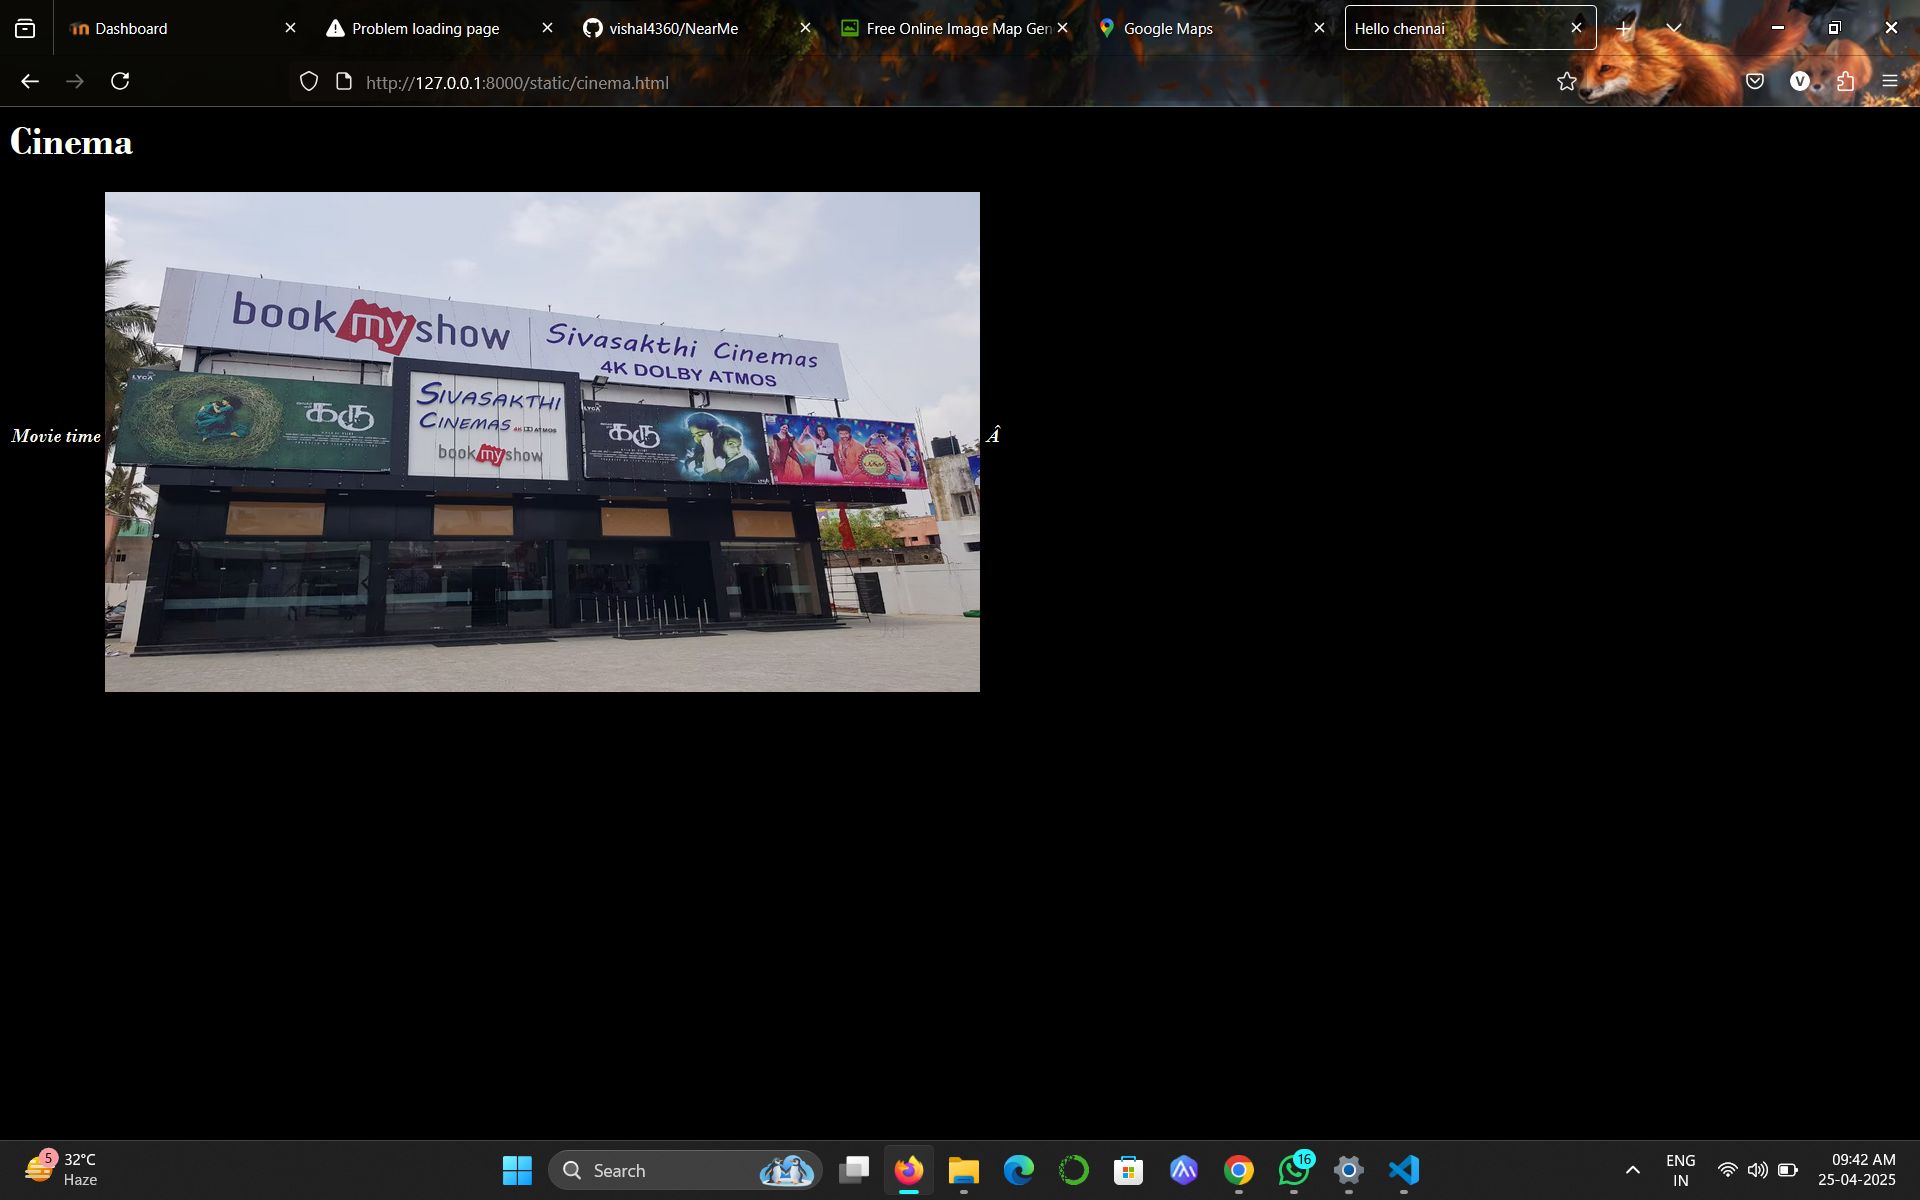 Dashboard
Problem loading page
vishal4360/NearMe
Free Online Image Map Gen
Google Maps
Hello chennai
http://127.0.0.1:8000/static/cinema.html
V
Cinema
bookmyshow
Sivasakthi Cinemas
4K DOLBY ATMOS
LYCA
கரு
SIVASAKTHI
CINEMAS 4K ATMOS
bookmyshow
LYCA
கரு
Movie time
Â
5
32°C
Haze
Search
16
ENG
IN
09:42 AM
25-04-2025